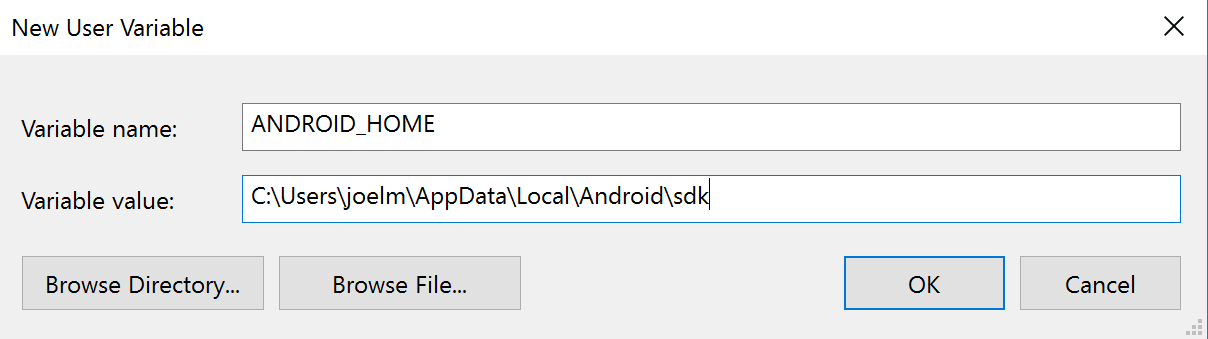 New User Variable
Variable name: ANDROID_HOME
Variable value: C:\Users\joelm\AppData\Local\Android\sdk
Browse Directory... Browse File... OK Cancel